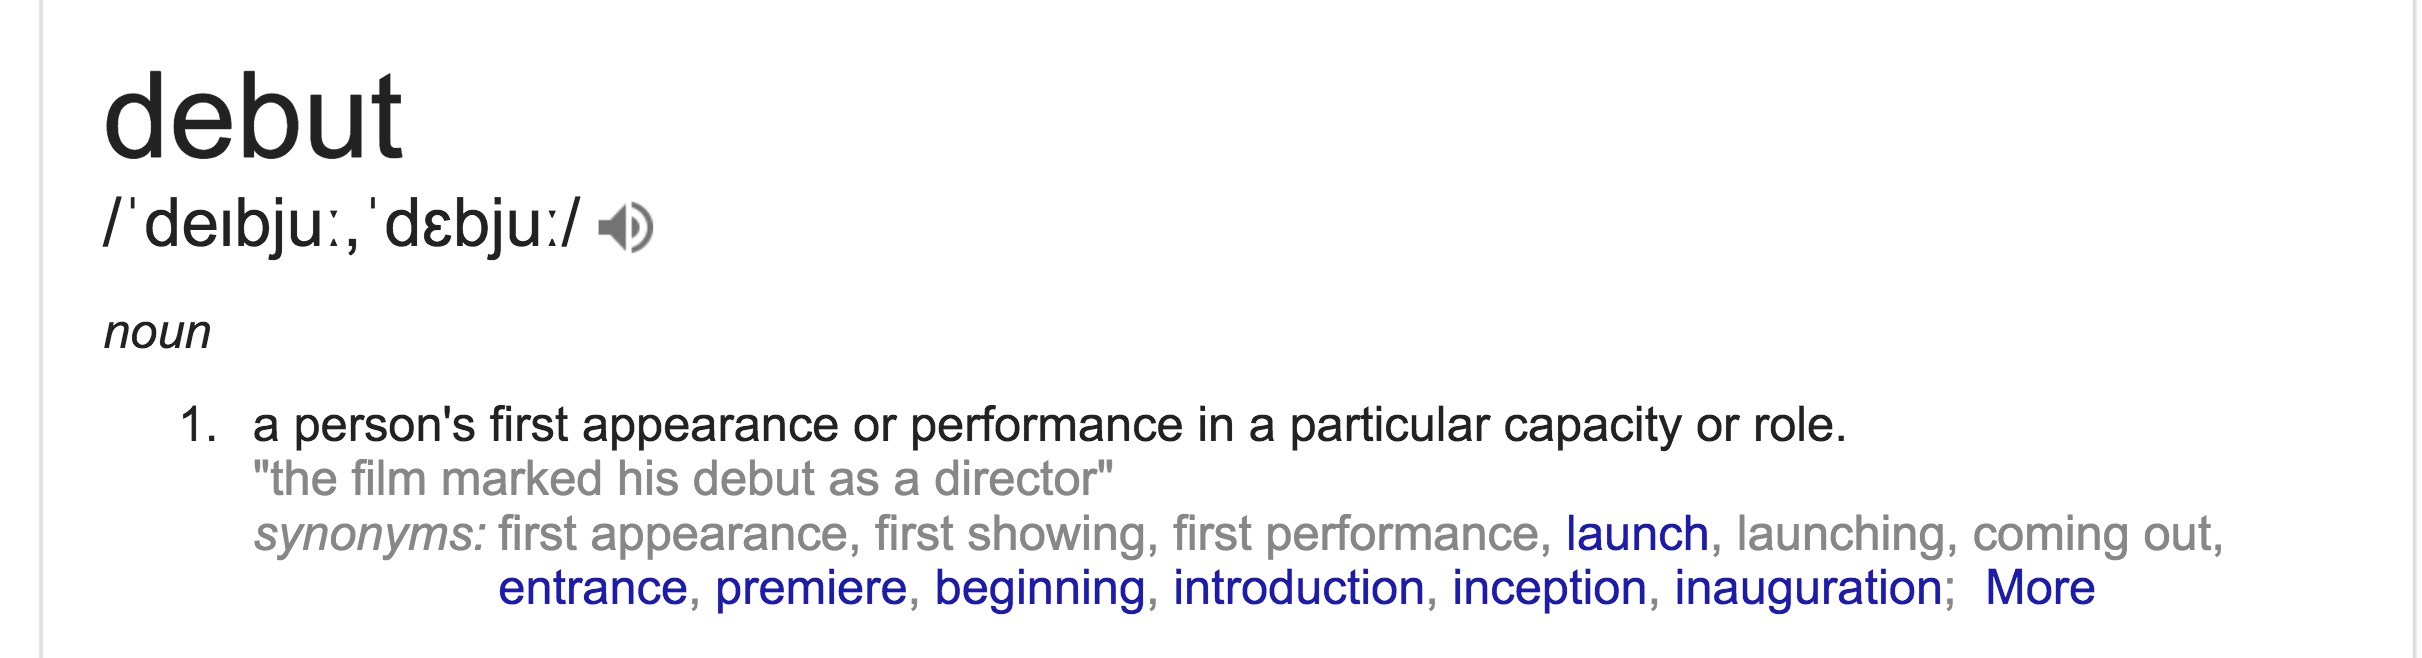 debut
/ˈdeɪbjuː,ˈdɛbjuː/
noun
1. a person's first appearance or performance in a particular capacity or role.
"the film marked his debut as a director"
synonyms: first appearance, first showing, first performance, launch, launching, coming out,
entrance, premiere, beginning, introduction, inception, inauguration; More